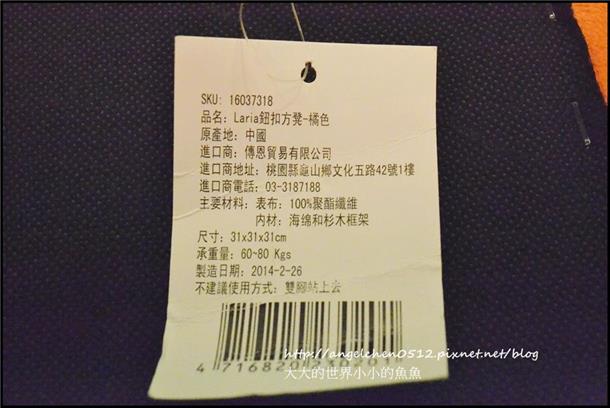 SKU: 16037318
品名: Laria鈕扣方凳-橘色
原產地: 中國
進口商: 傳恩貿易有限公司
進口商地址: 桃園縣龜山鄉文化五路42號1樓
進口商電話: 03-3187188
主要材料: 表布: 100%聚酯纖維
內材: 海綿和杉木框架
尺寸: 31x31x31cm
承重量: 60~80 Kgs
製造日期: 2014-2-26
不建議使用方式: 雙腳站上去
http://angelchen0512.pixnet.net/blog
大大的世界小小的魚魚